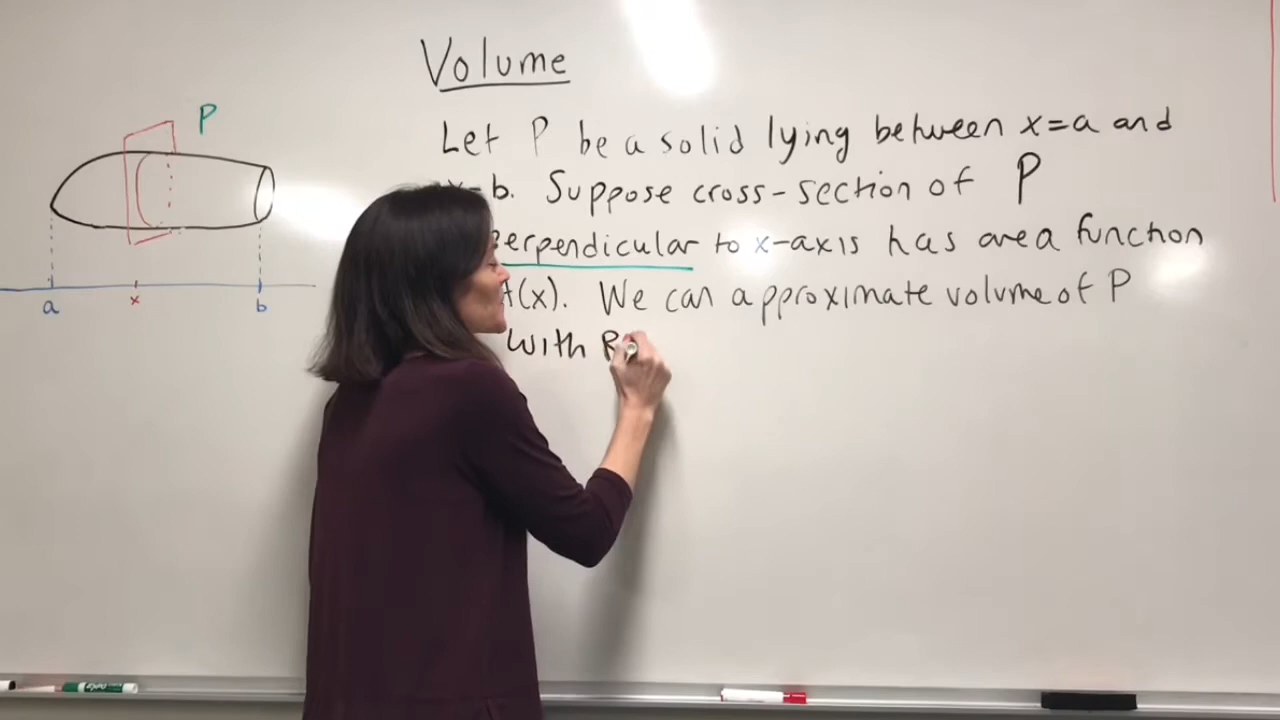 Volume
P
Let P be a solid lying between x=a and
b. Suppose cross-section of P
perpendicular to x-axis has area function
A(x). We can approximate volume of P
with
a x b